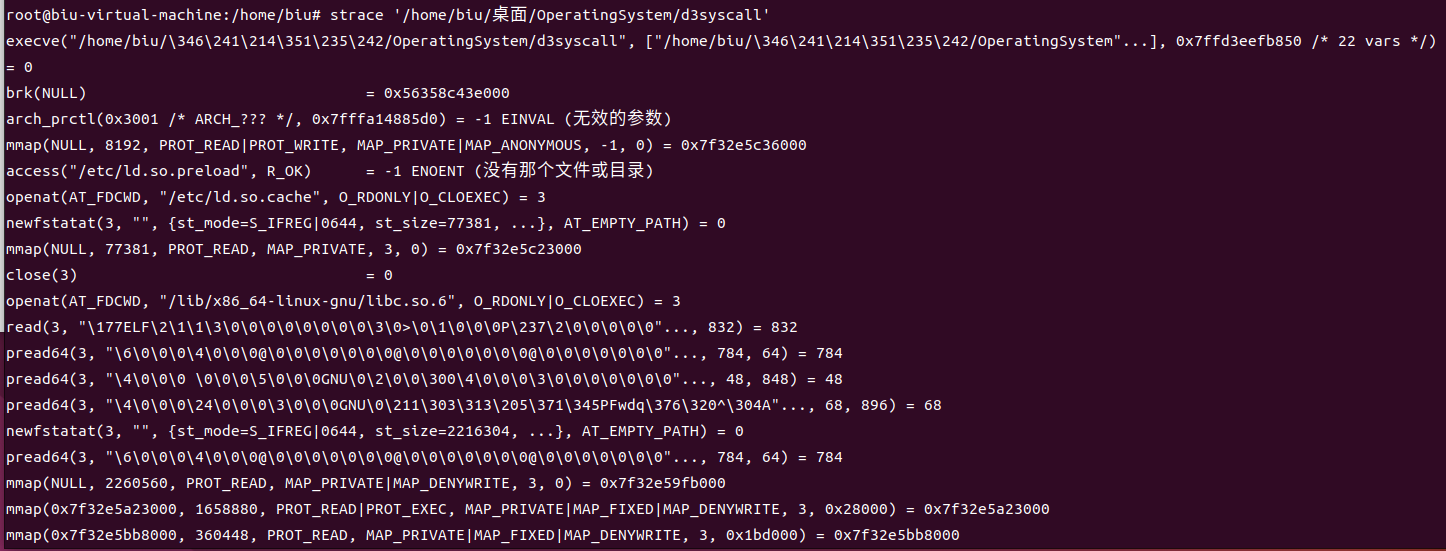 root@biu-virtual-machine:/home/biu# strace '/home/biu/桌面/OperatingSystem/d3syscall'
execve("/home/biu/\346\241\214\351\235\242/OperatingSystem/d3syscall", ["/home/biu/\346\241\214\351\235\242/OperatingSystem"...], 0x7ffd3eefb850 /* 22 vars */)
= 0
brk(NULL)                               = 0x56358c43e000
arch_prctl(0x3001 /* ARCH_??? */, 0x7fffa14885d0) = -1 EINVAL (无效的参数)
mmap(NULL, 8192, PROT_READ|PROT_WRITE, MAP_PRIVATE|MAP_ANONYMOUS, -1, 0) = 0x7f32e5c36000
access("/etc/ld.so.preload", R_OK)      = -1 ENOENT (没有那个文件或目录)
openat(AT_FDCWD, "/etc/ld.so.cache", O_RDONLY|O_CLOEXEC) = 3
newfstatat(3, "", {st_mode=S_IFREG|0644, st_size=77381, ...}, AT_EMPTY_PATH) = 0
mmap(NULL, 77381, PROT_READ, MAP_PRIVATE, 3, 0) = 0x7f32e5c23000
close(3)                                = 0
openat(AT_FDCWD, "/lib/x86_64-linux-gnu/libc.so.6", O_RDONLY|O_CLOEXEC) = 3
read(3, "\177ELF\2\1\1\3\0\0\0\0\0\0\0\0\3\0>\0\1\0\0\0P\237\2\0\0\0\0\0"..., 832) = 832
pread64(3, "\6\0\0\0\4\0\0\0@\0\0\0\0\0\0\0@\0\0\0\0\0\0\0@\0\0\0\0\0\0\0"..., 784, 64) = 784
pread64(3, "\4\0\0\0 \0\0\0\5\0\0\0GNU\0\2\0\0\300\4\0\0\0\3\0\0\0\0\0\0\0"..., 48, 848) = 48
pread64(3, "\4\0\0\0\24\0\0\0\3\0\0\0GNU\0\211\303\313\205\371\345PFwdq\376\320^\304A"..., 68, 896) = 68
newfstatat(3, "", {st_mode=S_IFREG|0644, st_size=2216304, ...}, AT_EMPTY_PATH) = 0
pread64(3, "\6\0\0\0\4\0\0\0@\0\0\0\0\0\0\0@\0\0\0\0\0\0\0@\0\0\0\0\0\0\0"..., 784, 64) = 784
mmap(NULL, 2260560, PROT_READ, MAP_PRIVATE|MAP_DENYWRITE, 3, 0) = 0x7f32e59fb000
mmap(0x7f32e5a23000, 1658880, PROT_READ|PROT_EXEC, MAP_PRIVATE|MAP_FIXED|MAP_DENYWRITE, 3, 0x28000) = 0x7f32e5a23000
mmap(0x7f32e5bb8000, 360448, PROT_READ, MAP_PRIVATE|MAP_FIXED|MAP_DENYWRITE, 3, 0x1bd000) = 0x7f32e5bb8000